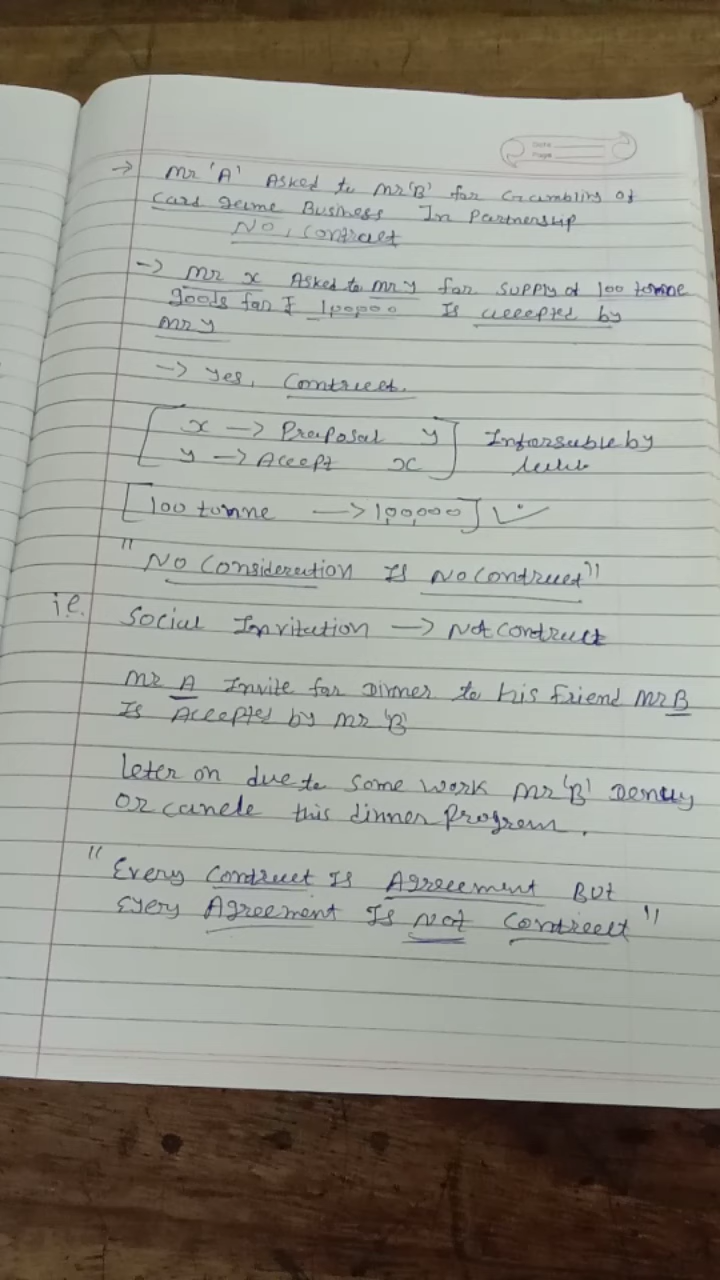 Date
Page
→ Mr 'A' Asked to Mr 'B' for Gambling of
Card Game Business In Partnership
No, Contract
→ Mr x Asked to Mr y for supply of 100 tonne
goods for ₹ 1,00,000 Is accepted by
Mr y
→ Yes, Contract.
x → Praposal y
y → Accept x
Inforsable by
[100 tonne → 1,00,000]
"No Consideration Is No Contract"
i.e. Social Invitation → Not Contract
Mr A Invite for Dinner to his friend Mr B
Is Accepted by Mr 'B'
Leter on due to some work Mr 'B' Denay
Or cancle this dinner Program.
"Every Contract Is Agreement But
Every Agreement Is Not Contract"